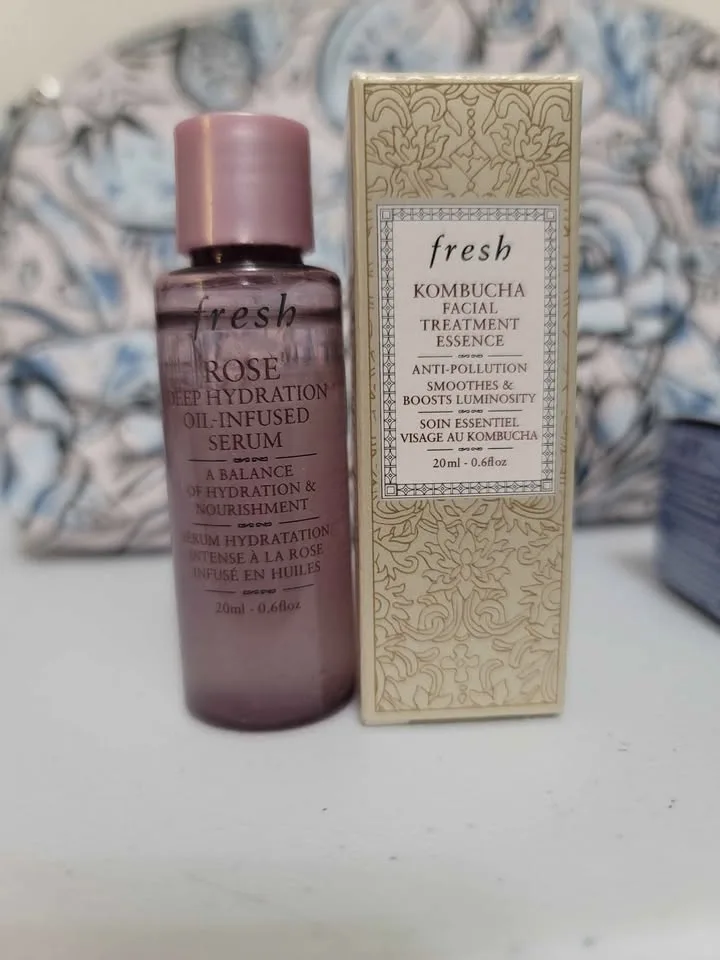 fresh
ROSE
DEEP HYDRATION
OIL-INFUSED
SERUM
A BALANCE
OF HYDRATION &
NOURISHMENT
SÉRUM HYDRATATION
INTENSE À LA ROSE
INFUSÉ EN HUILES
20ml - 0.6floz
fresh
KOMBUCHA
FACIAL
TREATMENT
ESSENCE
ANTI-POLLUTION
SMOOTHES &
BOOSTS LUMINOSITY
SOIN ESSENTIEL
VISAGE AU KOMBUCHA
20ml - 0.6floz